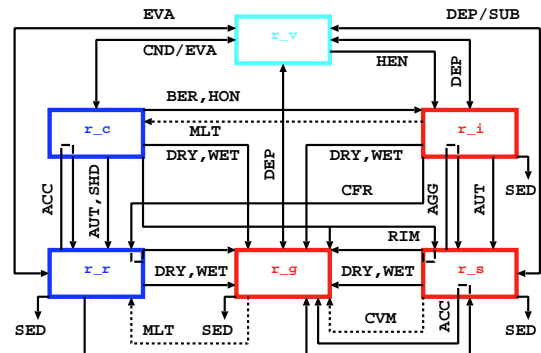 EVA
DEP/SUB
r_v
CND/EVA
HEN
DEP
BER,HON
MLT
r_c
r_i
DRY,WET
DEP
DRY,WET
ACC
AUT,SHD
CFR
AGG
AUT
SED
RIM
r_r
DRY,WET
r_g
DRY,WET
r_s
SED
MLT
SED
CVM
ACC
SED